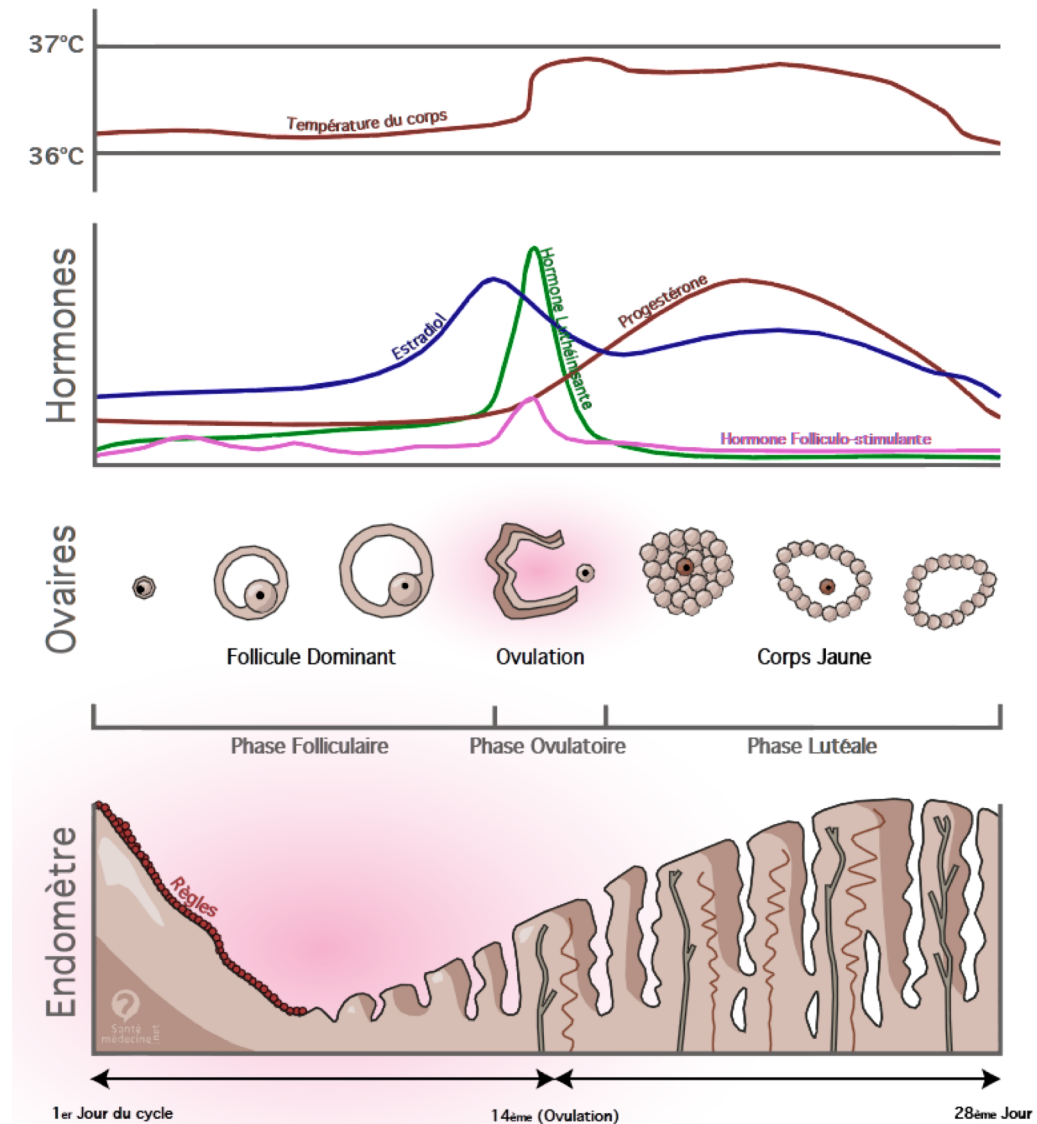 37°C
Température du corps
36°C
Hormones
Estradiol
Hormone Luthéinisante
Progestérone
Hormone Folliculo-stimulante
Ovaires
Follicule Dominant
Ovulation
Corps Jaune
Phase Folliculaire
Phase Ovulatoire
Phase Lutéale
Endomètre
Règles
Santé
médecine.net
1er Jour du cycle
14ème (Ovulation)
28ème Jour